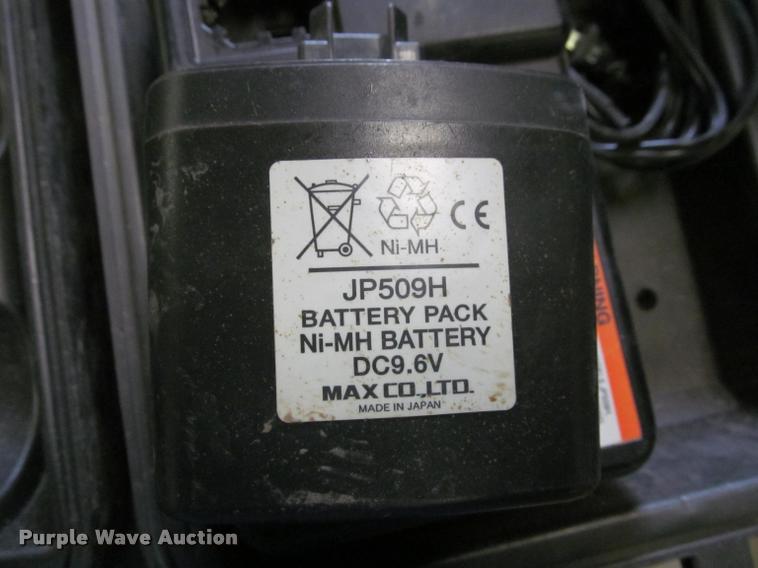 CE
Ni-MH
JP509H
BATTERY PACK
Ni-MH BATTERY
DC9.6V
MAX CO.,LTD.
MADE IN JAPAN
Purple Wave Auction